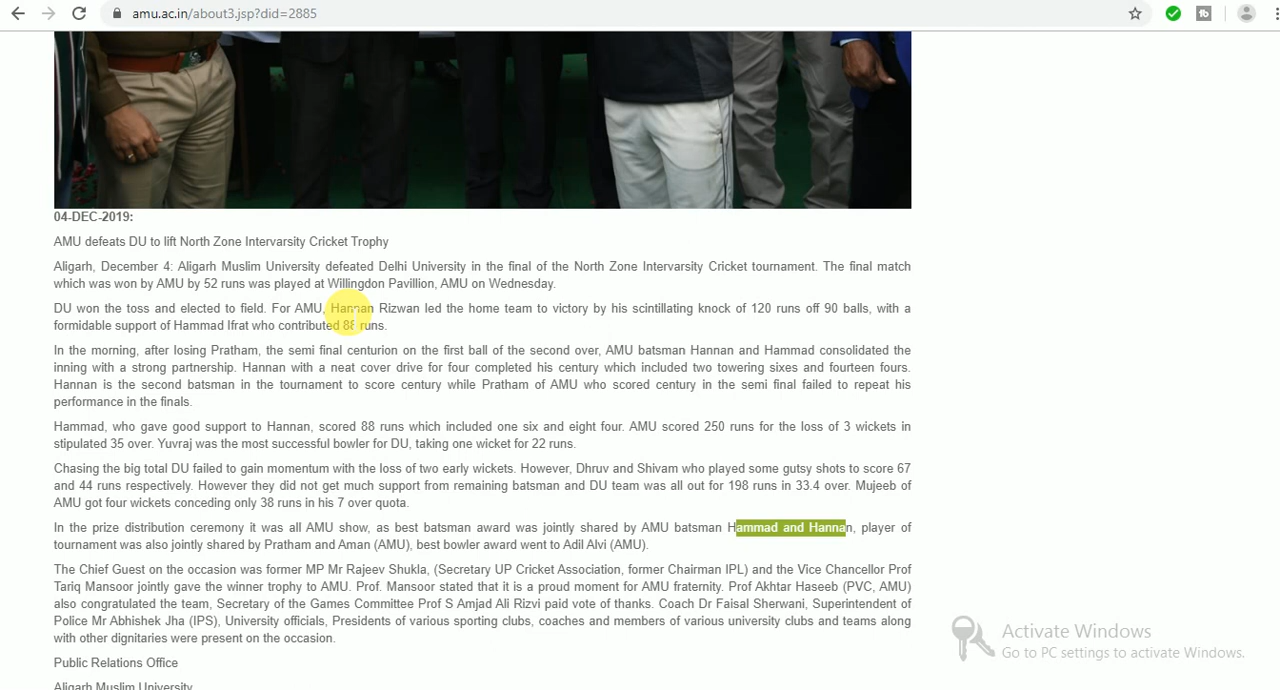 amu.ac.in/about3.jsp?did=2885
04-DEC-2019:
AMU defeats DU to lift North Zone Intervarsity Cricket Trophy
Aligarh, December 4: Aligarh Muslim University defeated Delhi University in the final of the North Zone Intervarsity Cricket tournament. The final match
which was won by AMU by 52 runs was played at Willingdon Pavillion, AMU on Wednesday.
DU won the toss and elected to field. For AMU, Hannan Rizwan led the home team to victory by his scintillating knock of 120 runs off 90 balls, with a
formidable support of Hammad Ifrat who contributed 88 runs.
In the morning, after losing Pratham, the semi final centurion on the first ball of the second over, AMU batsman Hannan and Hammad consolidated the
inning with a strong partnership. Hannan with a neat cover drive for four completed his century which included two towering sixes and fourteen fours.
Hannan is the second batsman in the tournament to score century while Pratham of AMU who scored century in the semi final failed to repeat his
performance in the finals.
Hammad, who gave good support to Hannan, scored 88 runs which included one six and eight four. AMU scored 250 runs for the loss of 3 wickets in
stipulated 35 over. Yuvraj was the most successful bowler for DU, taking one wicket for 22 runs.
Chasing the big total DU failed to gain momentum with the loss of two early wickets. However, Dhruv and Shivam who played some gutsy shots to score 67
and 44 runs respectively. However they did not get much support from remaining batsman and DU team was all out for 198 runs in 33.4 over. Mujeeb of
AMU got four wickets conceding only 38 runs in his 7 over quota.
In the prize distribution ceremony it was all AMU show, as best batsman award was jointly shared by AMU batsman Hammad and Hannan, player of
tournament was also jointly shared by Pratham and Aman (AMU), best bowler award went to Adil Alvi (AMU).
The Chief Guest on the occasion was former MP Mr Rajeev Shukla, (Secretary UP Cricket Association, former Chairman IPL) and the Vice Chancellor Prof
Tariq Mansoor jointly gave the winner trophy to AMU. Prof. Mansoor stated that it is a proud moment for AMU fraternity. Prof Akhtar Haseeb (PVC, AMU)
also congratulated the team, Secretary of the Games Committee Prof S Amjad Ali Rizvi paid vote of thanks. Coach Dr Faisal Sherwani, Superintendent of
Police Mr Abhishek Jha (IPS), University officials, Presidents of various sporting clubs, coaches and members of various university clubs and teams along
with other dignitaries were present on the occasion.
Public Relations Office
Aligarh Muslim University
Activate Windows
Go to PC settings to activate Windows.